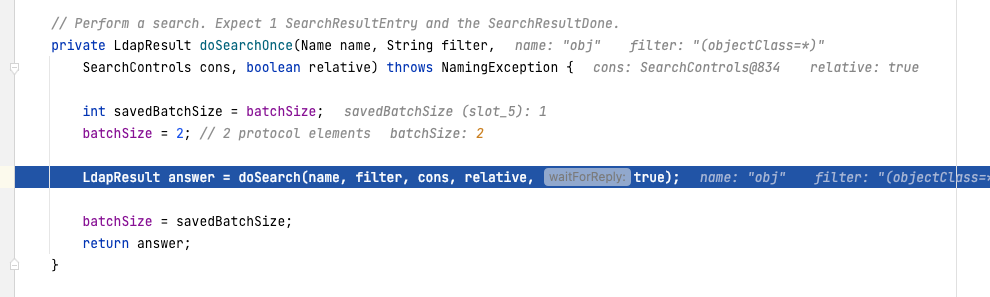 // Perform a search. Expect 1 SearchResultEntry and the SearchResultDone.
private LdapResult doSearchOnce(Name name, String filter, name: "obj" filter: "(objectClass=*)"
SearchControls cons, boolean relative) throws NamingException { cons: SearchControls@834 relative: true
int savedBatchSize = batchSize; savedBatchSize (slot_5): 1
batchSize = 2; // 2 protocol elements batchSize: 2
LdapResult answer = doSearch(name, filter, cons, relative, waitForReply: true); name: "obj" filter: "(objectClass=*
batchSize = savedBatchSize;
return answer;
}